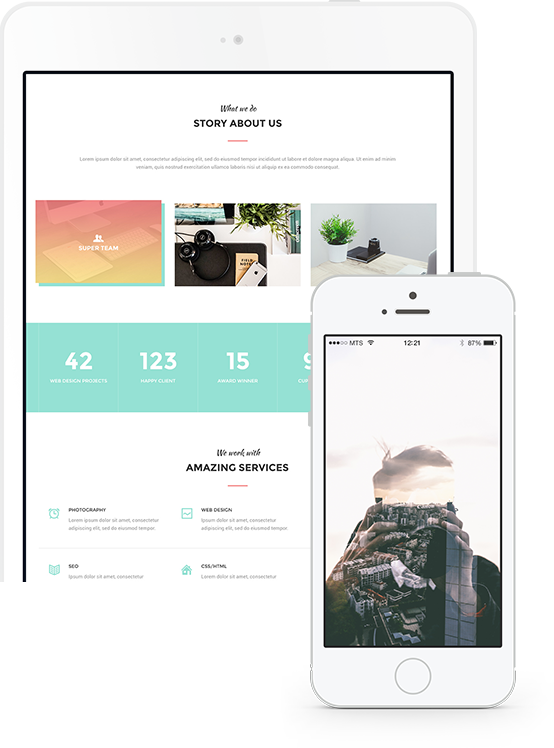 What we do
STORY ABOUT US
Lorem ipsum dolor sit amet, consectetur adipiscing elit, sed do eiusmod tempor incididunt ut labore et dolore magna aliqua. Ut enim ad minim
veniam, quis nostrud exercitation ullamco laboris nisi ut aliquip ex ea commodo consequat.
SUPER TEAM
FIELD
NOTES
42
WEB DESIGN PROJECTS
123
HAPPY CLIENT
15
AWARD WINNER
9
CUP
We work with
AMAZING SERVICES
PHOTOGRAPHY
Lorem ipsum dolor sit amet, consectetur
adipiscing elit, sed do eiusmod tempor.
WEB DESIGN
Lorem ipsum dolor sit amet, consectetur
adipiscing elit, sed do eiusmod tempor.
SEO
Ipsum dolor sit amet, consectetur
CSS/HTML
Lorem ipsum dolor sit amet, consectetur
MTS 12:21 87%